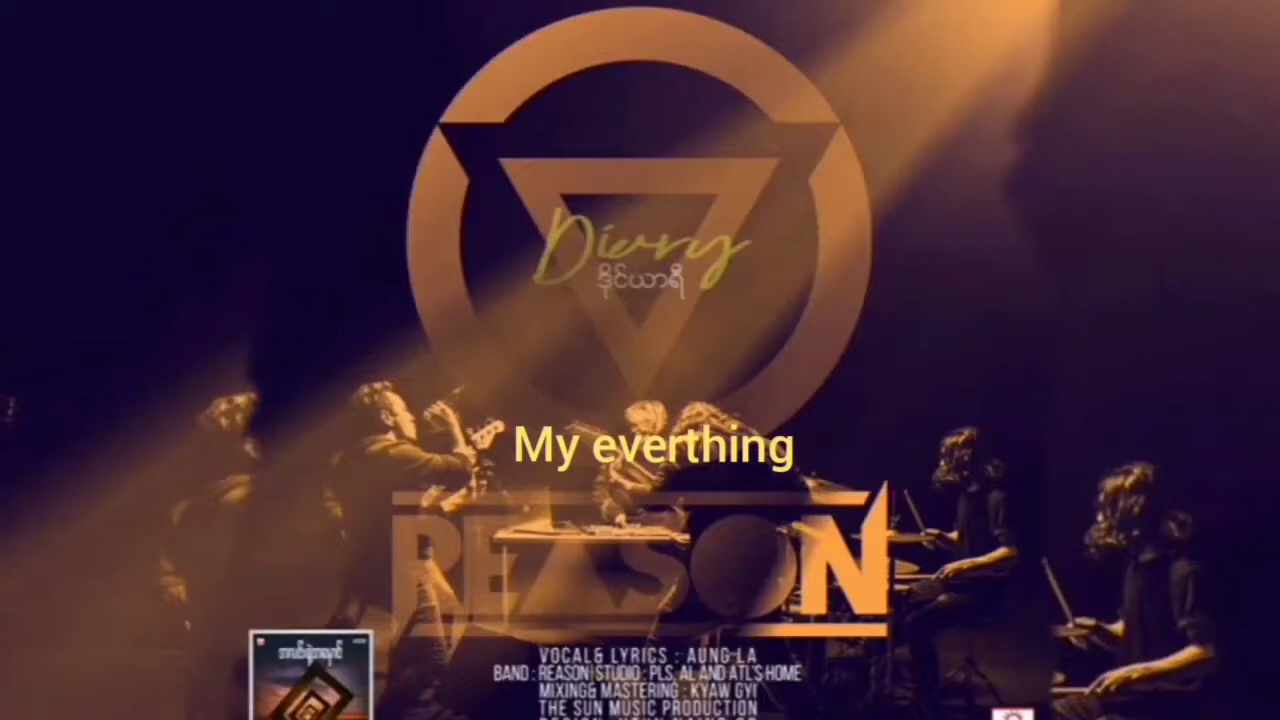 Diary
ဒိုင်ယာရီ
My everthing
REASON
VOCAL& LYRICS : AUNG LA
BAND : REASON STUDIO : PLS, AL AND ATL'S HOME
MIXING& MASTERING : KYAW GYI
THE SUN MUSIC PRODUCTION